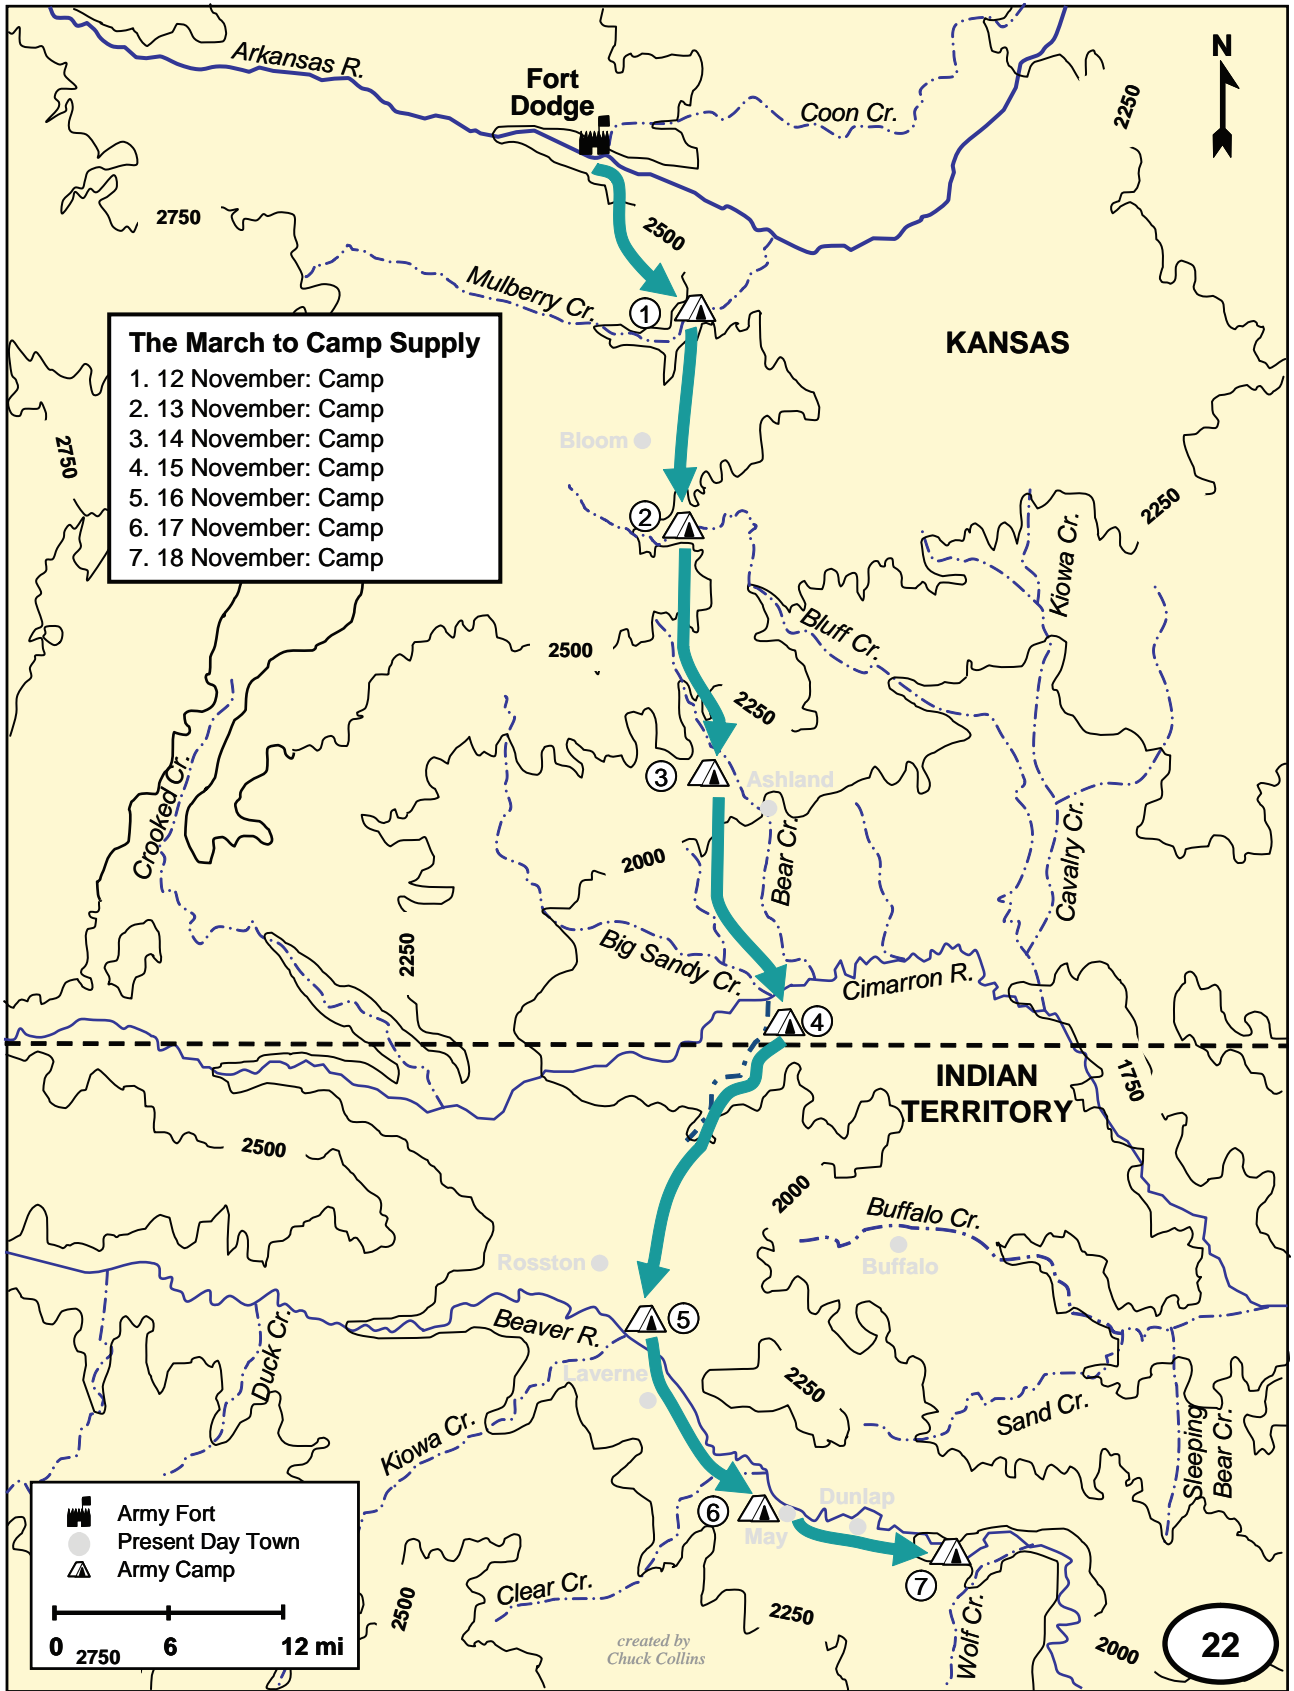 Arkansas R.
Fort
Dodge
Coon Cr.
N
2250
2750
2500
Mulberry Cr.
1
KANSAS
The March to Camp Supply
1. 12 November: Camp
2. 13 November: Camp
3. 14 November: Camp
4. 15 November: Camp
5. 16 November: Camp
6. 17 November: Camp
7. 18 November: Camp
2750
Bloom
2
2250
Kiowa Cr.
Bluff Cr.
2500
2250
3
Ashland
Crooked Cr.
2000
Bear Cr.
Cavalry Cr.
2250
Big Sandy Cr.
Cimarron R.
4
INDIAN
TERRITORY
1750
2500
2000
Buffalo Cr.
Buffalo
Rosston
5
Beaver R.
Duck Cr.
Laverne
2250
Sand Cr.
Sleeping
Bear Cr.
Kiowa Cr.
6
May
Dunlap
7
Clear Cr.
2500
2250
Wolf Cr.
2000
Army Fort
Present Day Town
Army Camp
0 6 12 mi
2750
created by
Chuck Collins
22